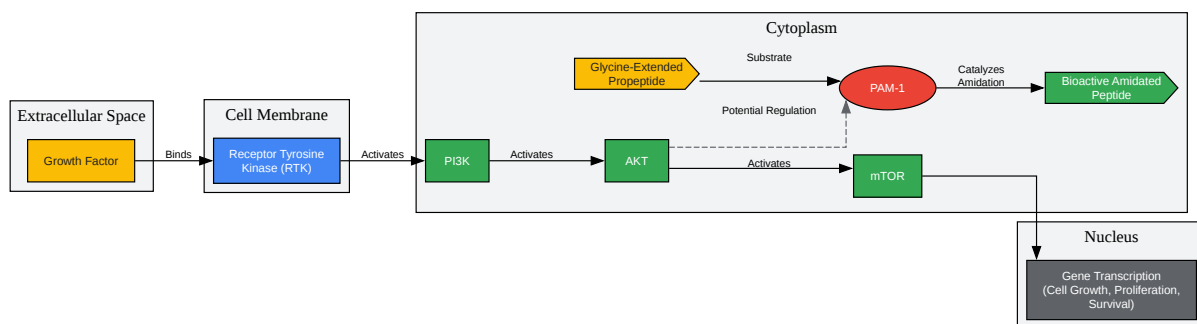 Cytoplasm
Glycine-Extended
Propeptide
Substrate
PAM-1
Catalyzes
Amidation
Bioactive Amidated
Peptide
Potential Regulation
Extracellular Space
Growth Factor
Binds
Cell Membrane
Receptor Tyrosine
Kinase (RTK)
Activates
PI3K
Activates
AKT
Activates
mTOR
Nucleus
Gene Transcription
(Cell Growth, Proliferation,
Survival)